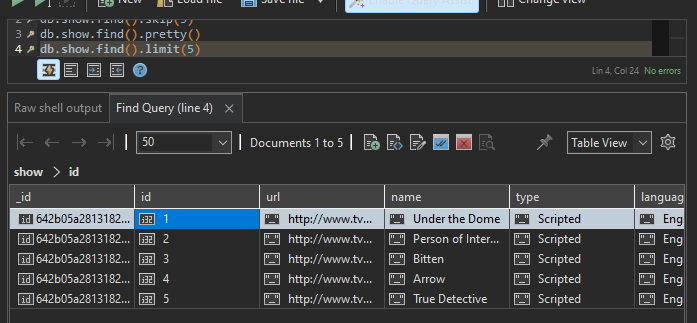 New Load file Save file Enable Query Assist Change view
2 db.show.find().skip(5)
3 db.show.find().pretty()
4 db.show.find().limit(5)
Lin 4, Col 24 No errors
Raw shell output Find Query (line 4) ×
50 Documents 1 to 5 Table View
show > id
_id id url name type languag
642b05a2813182... 1 http://www.tv... Under the Dome Scripted Eng
642b05a2813182... 2 http://www.tv... Person of Inter... Scripted Eng
642b05a2813182... 3 http://www.tv... Bitten Scripted Eng
642b05a2813182... 4 http://www.tv... Arrow Scripted Eng
642b05a2813182... 5 http://www.tv... True Detective Scripted Eng